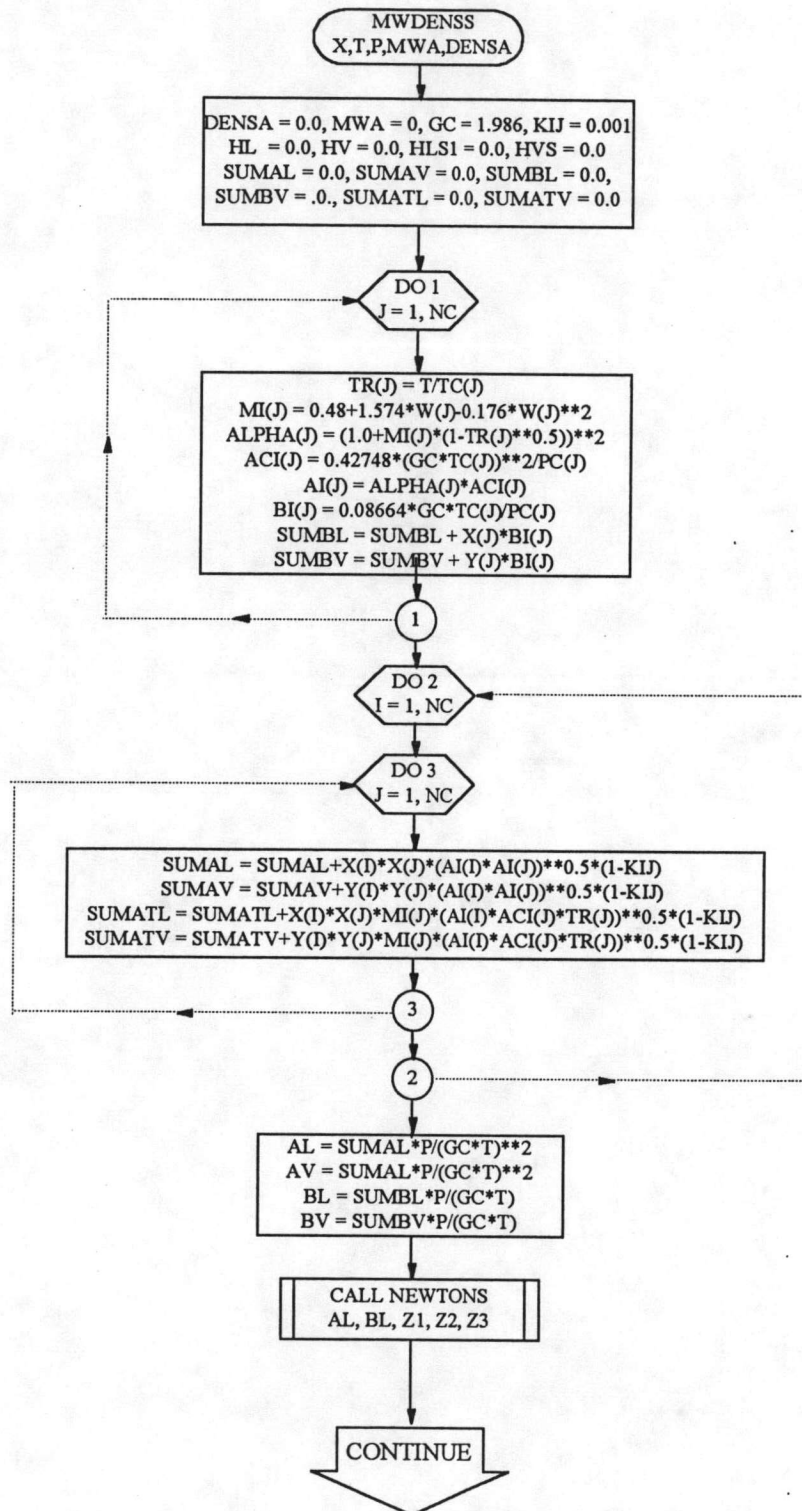 MWDENSS
X,T,P,MWA,DENSA
DENSA = 0.0, MWA = 0, GC = 1.986, KIJ = 0.001
HL = 0.0, HV = 0.0, HLS1 = 0.0, HVS = 0.0
SUMAL = 0.0, SUMAV = 0.0, SUMBL = 0.0,
SUMBV = .0., SUMATL = 0.0, SUMATV = 0.0
DO 1
J = 1, NC
TR(J) = T/TC(J)
MI(J) = 0.48+1.574*W(J)-0.176*W(J)**2
ALPHA(J) = (1.0+MI(J)*(1-TR(J)**0.5))**2
ACI(J) = 0.42748*(GC*TC(J))**2/PC(J)
AI(J) = ALPHA(J)*ACI(J)
BI(J) = 0.08664*GC*TC(J)/PC(J)
SUMBL = SUMBL + X(J)*BI(J)
SUMBV = SUMBV + Y(J)*BI(J)
1
DO 2
I = 1, NC
DO 3
J = 1, NC
SUMAL = SUMAL+X(I)*X(J)*(AI(I)*AI(J))**0.5*(1-KIJ)
SUMAV = SUMAV+Y(I)*Y(J)*(AI(I)*AI(J))**0.5*(1-KIJ)
SUMATL = SUMATL+X(I)*X(J)*MI(J)*(AI(I)*ACI(J)*TR(J))**0.5*(1-KIJ)
SUMATV = SUMATV+Y(I)*Y(J)*MI(J)*(AI(I)*ACI(J)*TR(J))**0.5*(1-KIJ)
3
2
AL = SUMAL*P/(GC*T)**2
AV = SUMAL*P/(GC*T)**2
BL = SUMBL*P/(GC*T)
BV = SUMBV*P/(GC*T)
CALL NEWTONS
AL, BL, Z1, Z2, Z3
CONTINUE